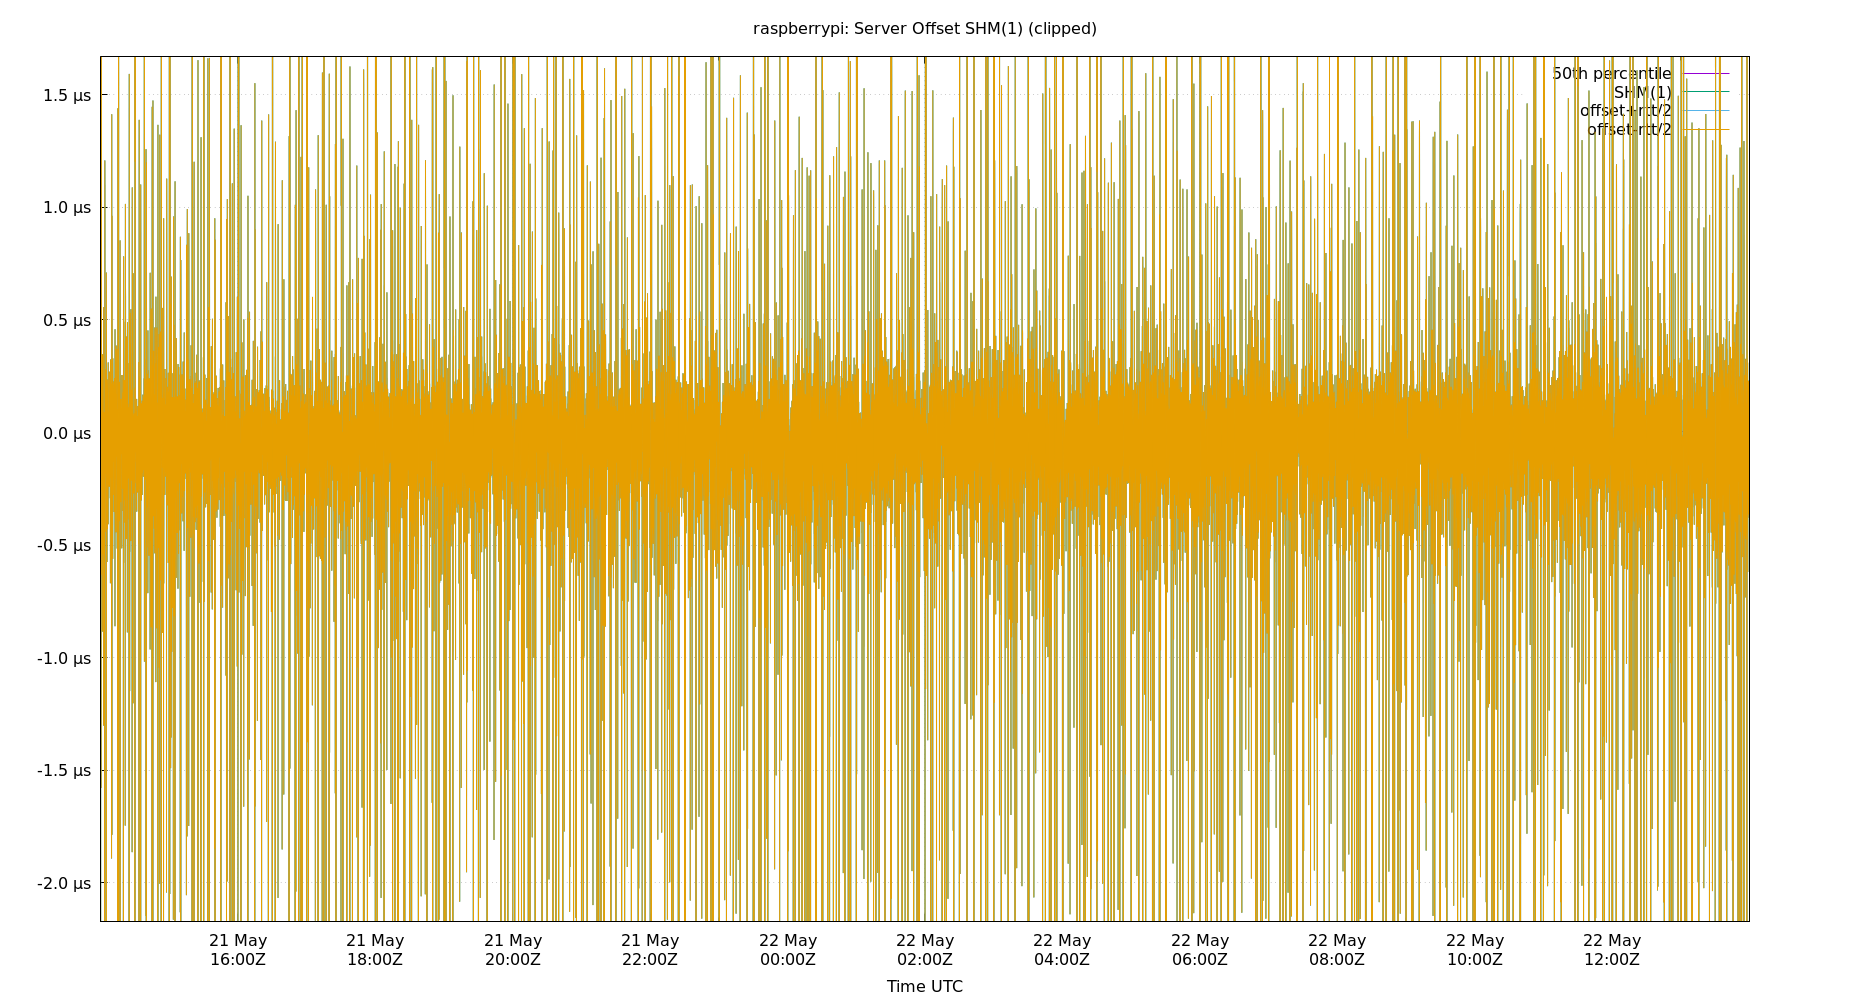 raspberrypi: Server Offset SHM(1) (clipped)
50th percentile
SHM(1)
offset+rtt/2
offset-rtt/2
1.5 µs
1.0 µs
0.5 µs
0.0 µs
-0.5 µs
-1.0 µs
-1.5 µs
-2.0 µs
21 May 21 May 21 May 21 May 22 May 22 May 22 May 22 May 22 May 22 May 22 May
16:00Z 18:00Z 20:00Z 22:00Z 00:00Z 02:00Z 04:00Z 06:00Z 08:00Z 10:00Z 12:00Z
Time UTC